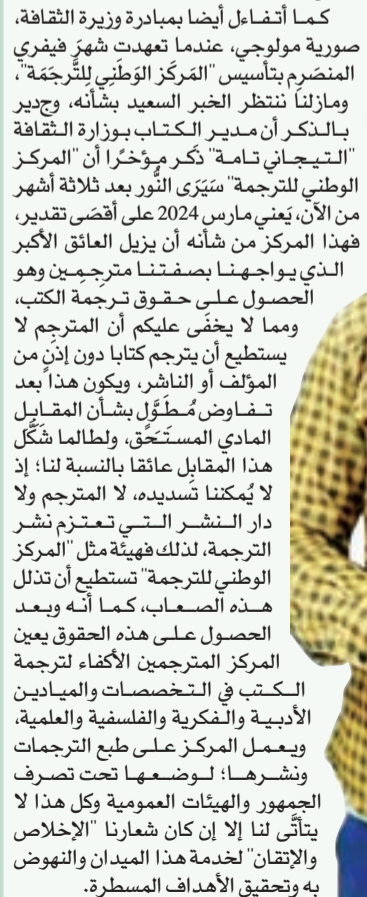 كما أتفاءل أيضا بمبادرة وزيرة الثقافة،
صورية مولوجي، عندما تعهدت شهرَ فيفري
المنصَرِم بتأسيس "المَركَز الوَطَنِي لِلتَّرجَمَة"،
ومازلنا ننتظر الخبر السعيد بشأنه، وجدير
بالذكر أن مدير الكتاب بوزارة الثقافة
"التيجاني تامة" ذَكَر مؤخرًا أن "المركز
الوطني للترجمة" سَيَرَى النُّور بعد ثلاثة أشهر
من الآن، يَعني مارس 2024 على أقصَى تقدير،
فهذا المركز من شأنه أن يزيل العائق الأكبر
الذي يواجهنا بصفتنا مترجِمِين وهو
الحصول على حقوق ترجمة الكتب،
ومما لا يخفَى عليكم أن المترجِم لا
يستطيع أن يترجم كتابا دون إذنٍ من
المؤلف أو الناشر، ويكون هذا بعد
تفاوض مُطَوَّلٍ بشأن المقابل
المادي المستَحَق، ولطالما شَكَّل
هذا المقابِل عائقا بالنسبة لنا؛ إذ
لا يُمكننا تسديده، لا المترجم ولا
دار النشر التي تعتزم نشر
الترجمة، لذلك فهيئة مثل "المركز
الوطني للترجمة" تستطيع أن تذلل
هذه الصعاب، كما أنه وبعد
الحصول على هذه الحقوق يعين
المركز المترجمين الأكفاء لترجمة
الكتب في التخصصات والميادين
الأدبية والفكرية والفلسفية والعلمية،
ويعمل المركز على طبع الترجمات
ونشرها؛ لوضعها تحت تصرف
الجمهور والهيئات العمومية وكل هذا لا
يتأتَّى لنا إلا إن كان شعارنا "الإخلاص
والإتقان" لخدمة هذا الميدان والنهوض
به وتحقيق الأهداف المسطرة.